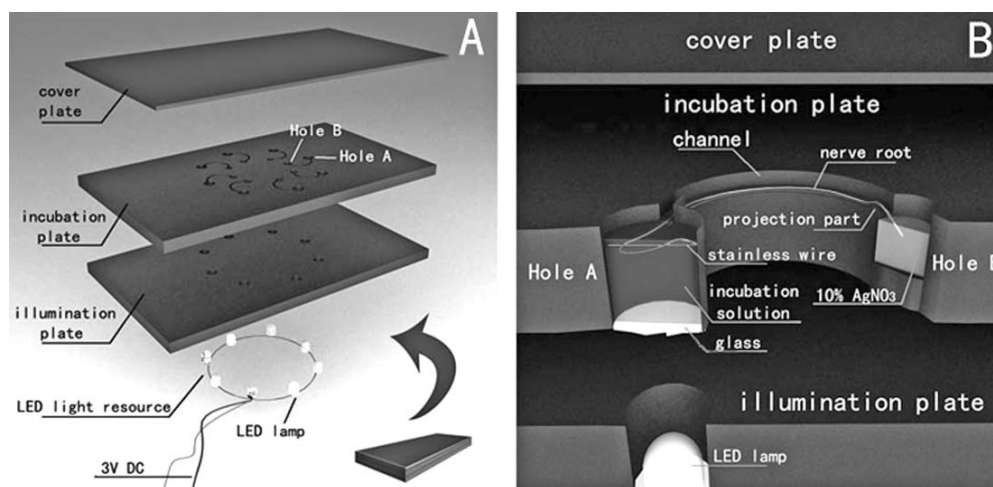 A
cover
plate
Hole B
Hole A
incubation
plate
illumination
plate
LED light resource
LED lamp
3V DC
B
cover plate
incubation plate
channel
nerve root
projection part
stainless wire
Hole A
Hole B
10% AgNO₃
incubation
solution
glass
illumination plate
LED lamp